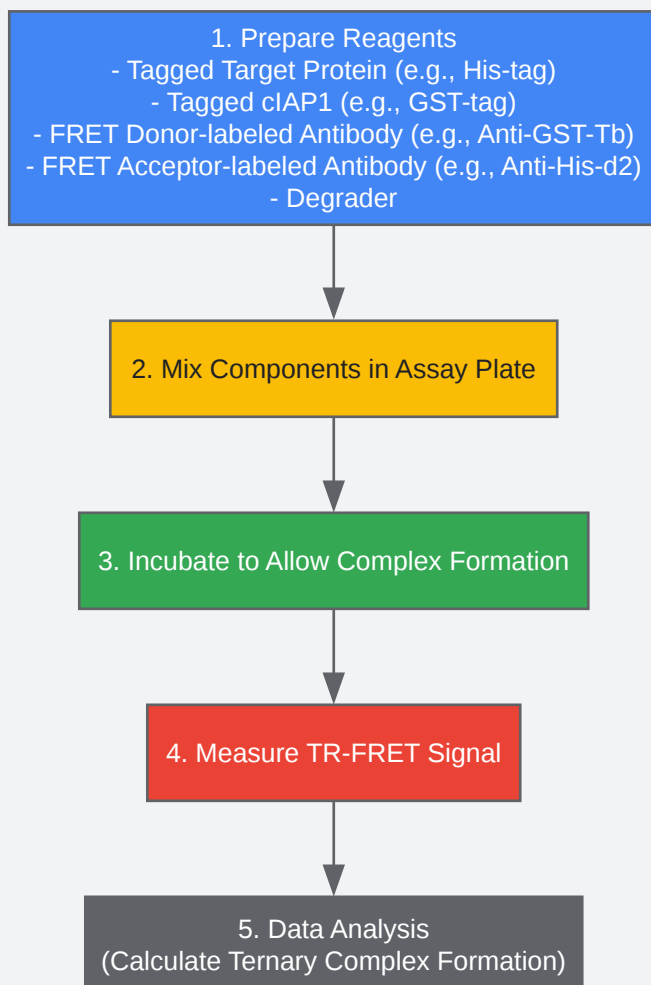 1. Prepare Reagents
- Tagged Target Protein (e.g., His-tag)
- Tagged cIAP1 (e.g., GST-tag)
- FRET Donor-labeled Antibody (e.g., Anti-GST-Tb)
- FRET Acceptor-labeled Antibody (e.g., Anti-His-d2)
- Degrader
2. Mix Components in Assay Plate
3. Incubate to Allow Complex Formation
4. Measure TR-FRET Signal
5. Data Analysis
(Calculate Ternary Complex Formation)